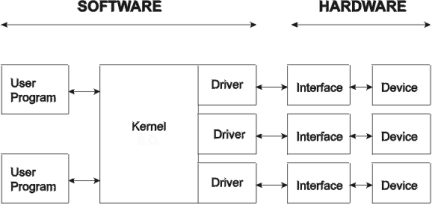 SOFTWARE HARDWARE
User
Program
Kernel
Driver Interface Device
Driver Interface Device
User
Program
Driver Interface Device